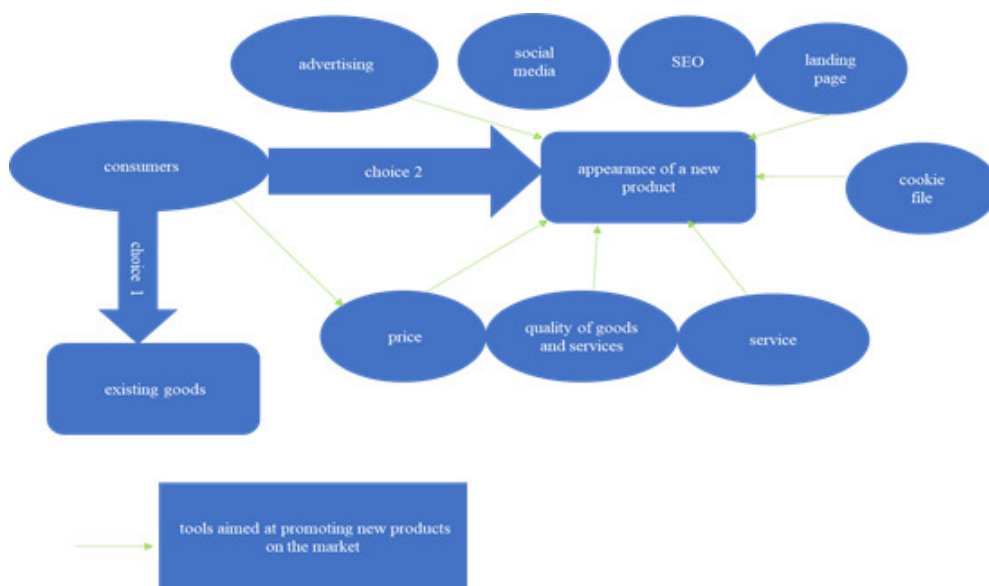 advertising
social
media
SEO
landing
page
consumers
choice 2
appearance of a new
product
cookie
file
choice 1
price
quality of goods
and services
service
existing goods
tools aimed at promoting new products
on the market